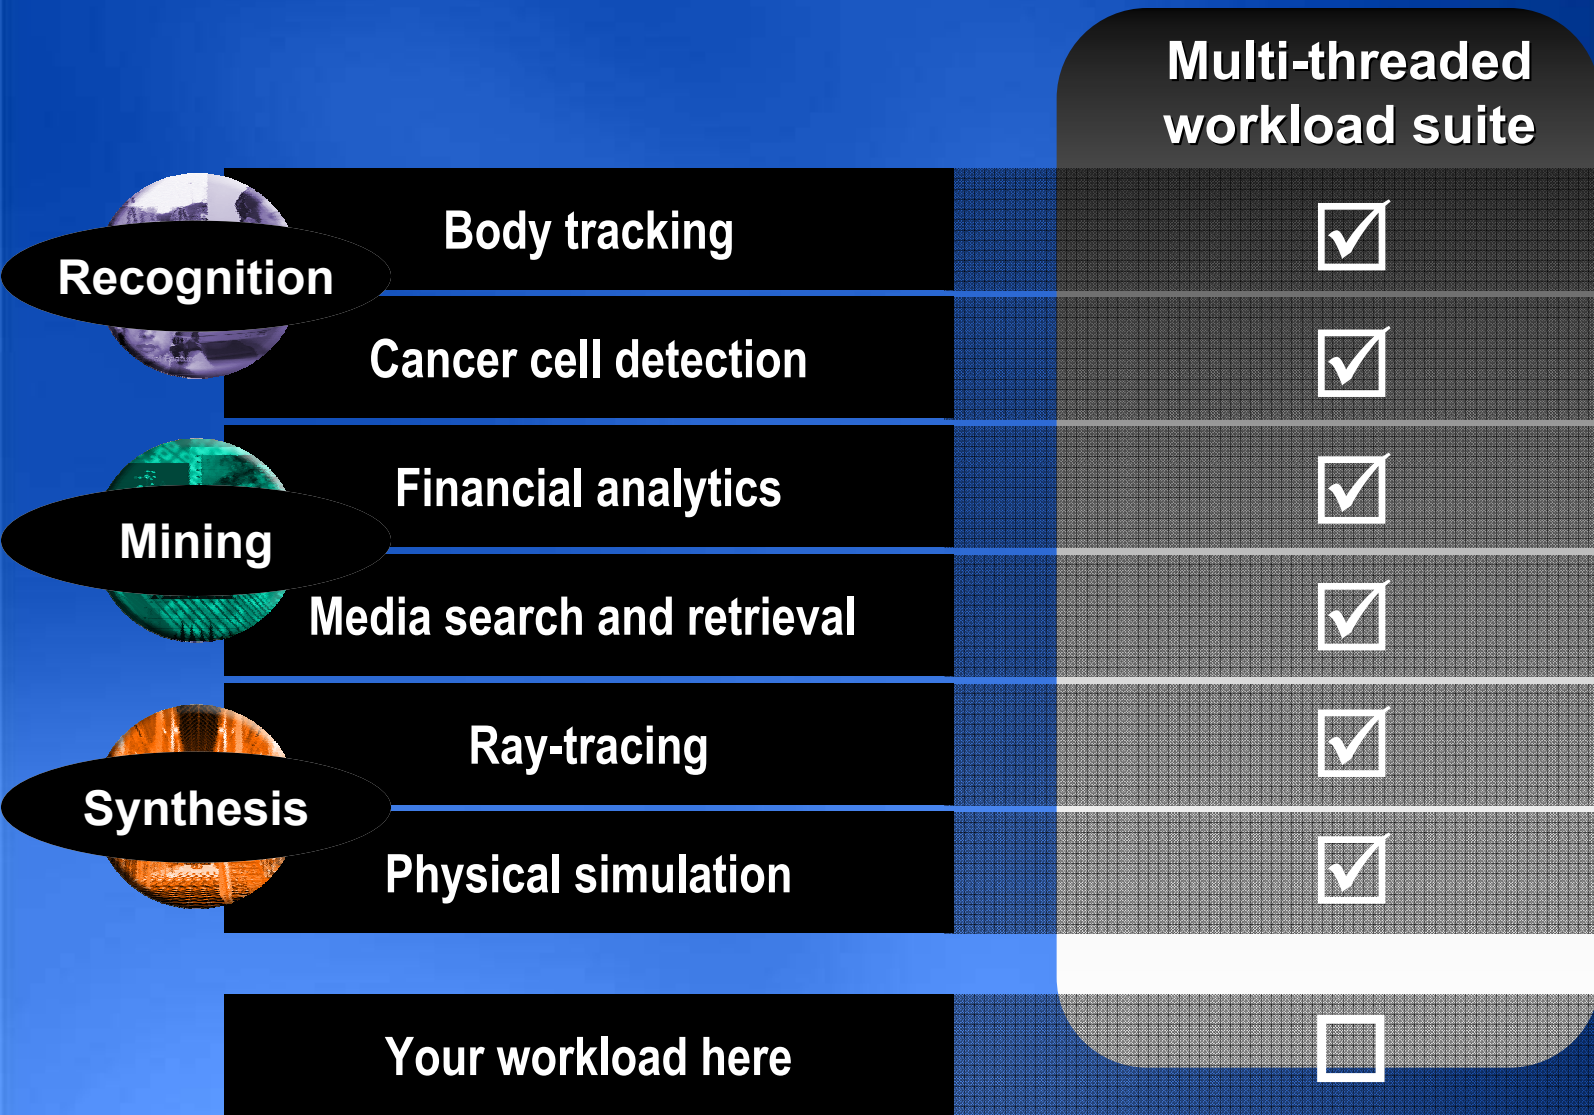 Multi-threaded
workload suite
Recognition
Body tracking
Cancer cell detection
Mining
Financial analytics
Media search and retrieval
Synthesis
Ray-tracing
Physical simulation
Your workload here